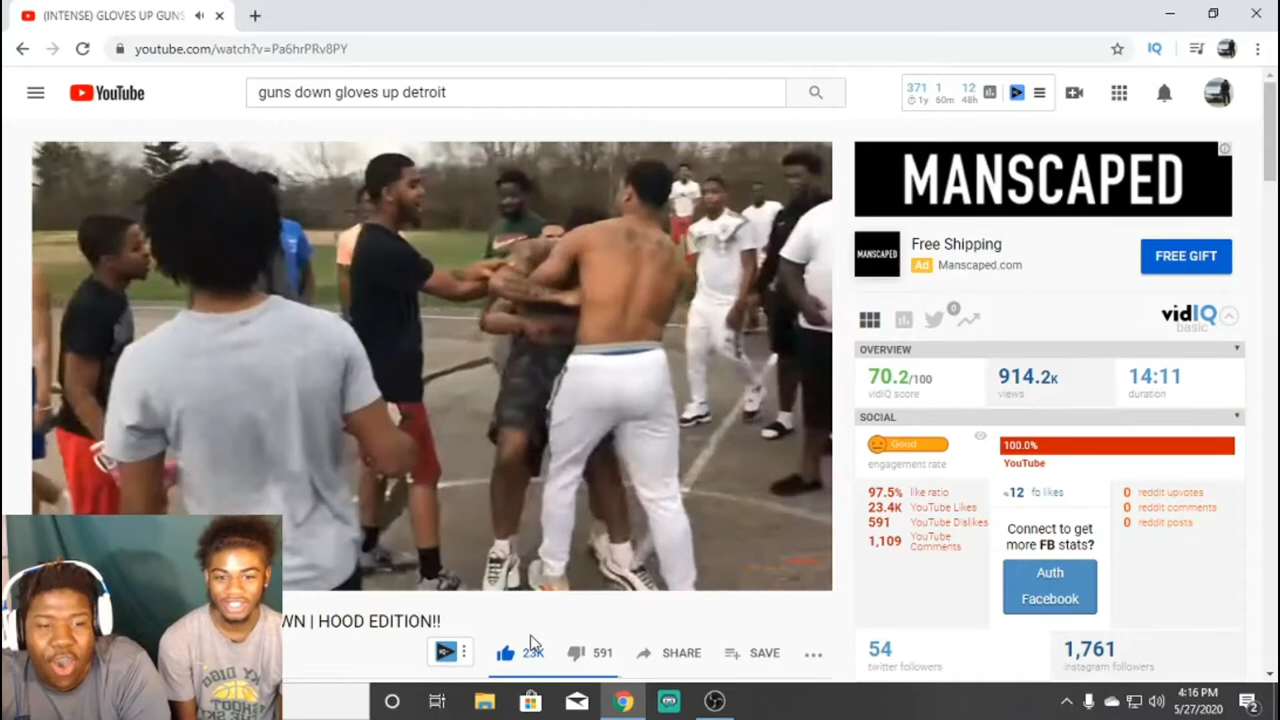 (INTENSE) GLOVES UP GUNS
youtube.com/watch?v=Pa6hrPRv8PY
IQ
YouTube
guns down gloves up detroit
371 1 12
1y 60m 48h
MANSCAPED
MANSCAPED
Free Shipping
Ad Manscaped.com
FREE GIFT
0
vidIQ
basic
OVERVIEW
70.2/100
vidIQ score
914.2K
views
14:11
duration
SOCIAL
Good
engagement rate
100.0%
YouTube
97.5% like ratio
23.4K YouTube Likes
591 YouTube Dislikes
1,109 YouTube Comments
≈12 fb likes
Connect to get
more FB stats?
Auth
Facebook
0 reddit upvotes
0 reddit comments
0 reddit posts
54
twitter followers
1,761
instagram followers
WN | HOOD EDITION!!
23K
591
SHARE
SAVE
4:16 PM
5/27/2020
2